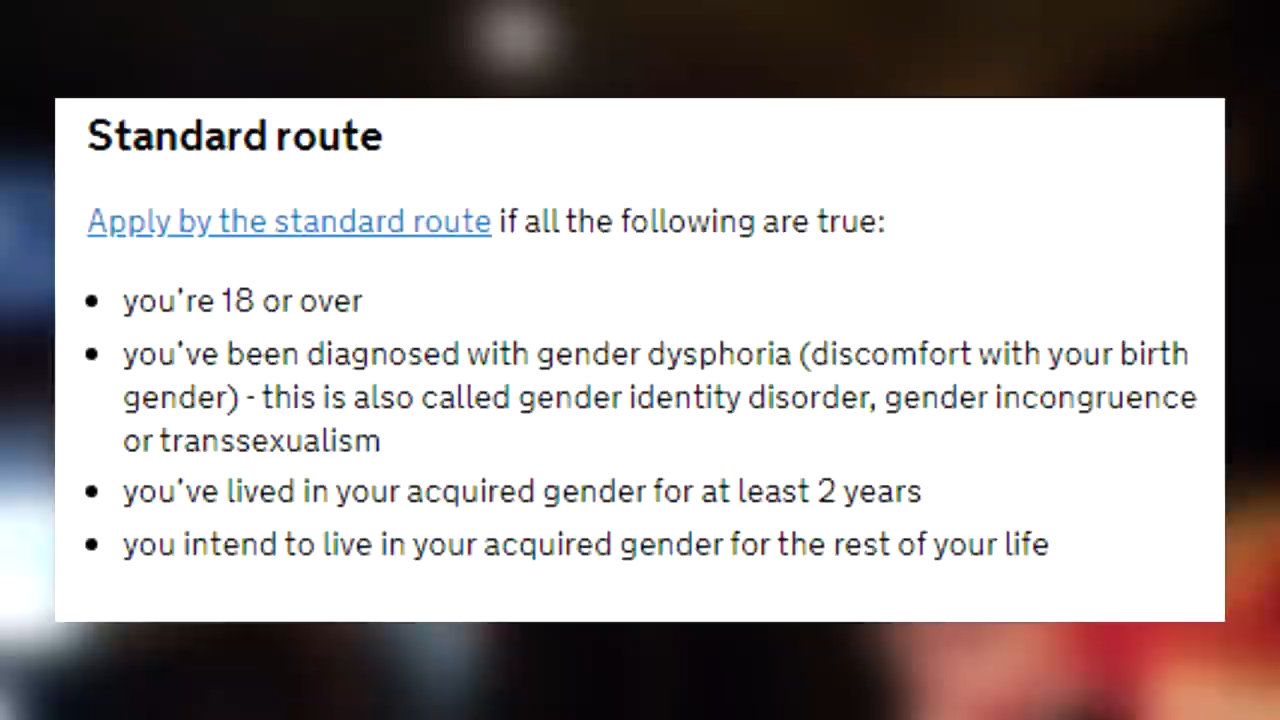 Standard route
Apply by the standard route if all the following are true:
• you're 18 or over
• you've been diagnosed with gender dysphoria (discomfort with your birth
gender) - this is also called gender identity disorder, gender incongruence
or transsexualism
• you've lived in your acquired gender for at least 2 years
• you intend to live in your acquired gender for the rest of your life